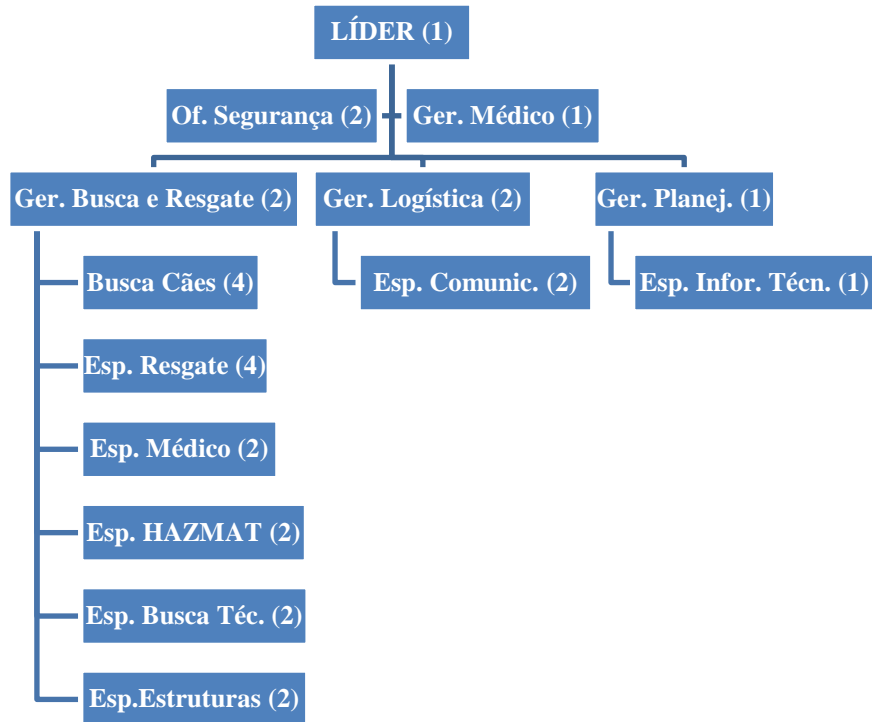 LÍDER (1)
Of. Segurança (2)
Ger. Médico (1)
Ger. Busca e Resgate (2)
Ger. Logística (2)
Ger. Planej. (1)
Busca Cães (4)
Esp. Comunic. (2)
Esp. Infor. Técn. (1)
Esp. Resgate (4)
Esp. Médico (2)
Esp. HAZMAT (2)
Esp. Busca Téc. (2)
Esp.Estruturas (2)